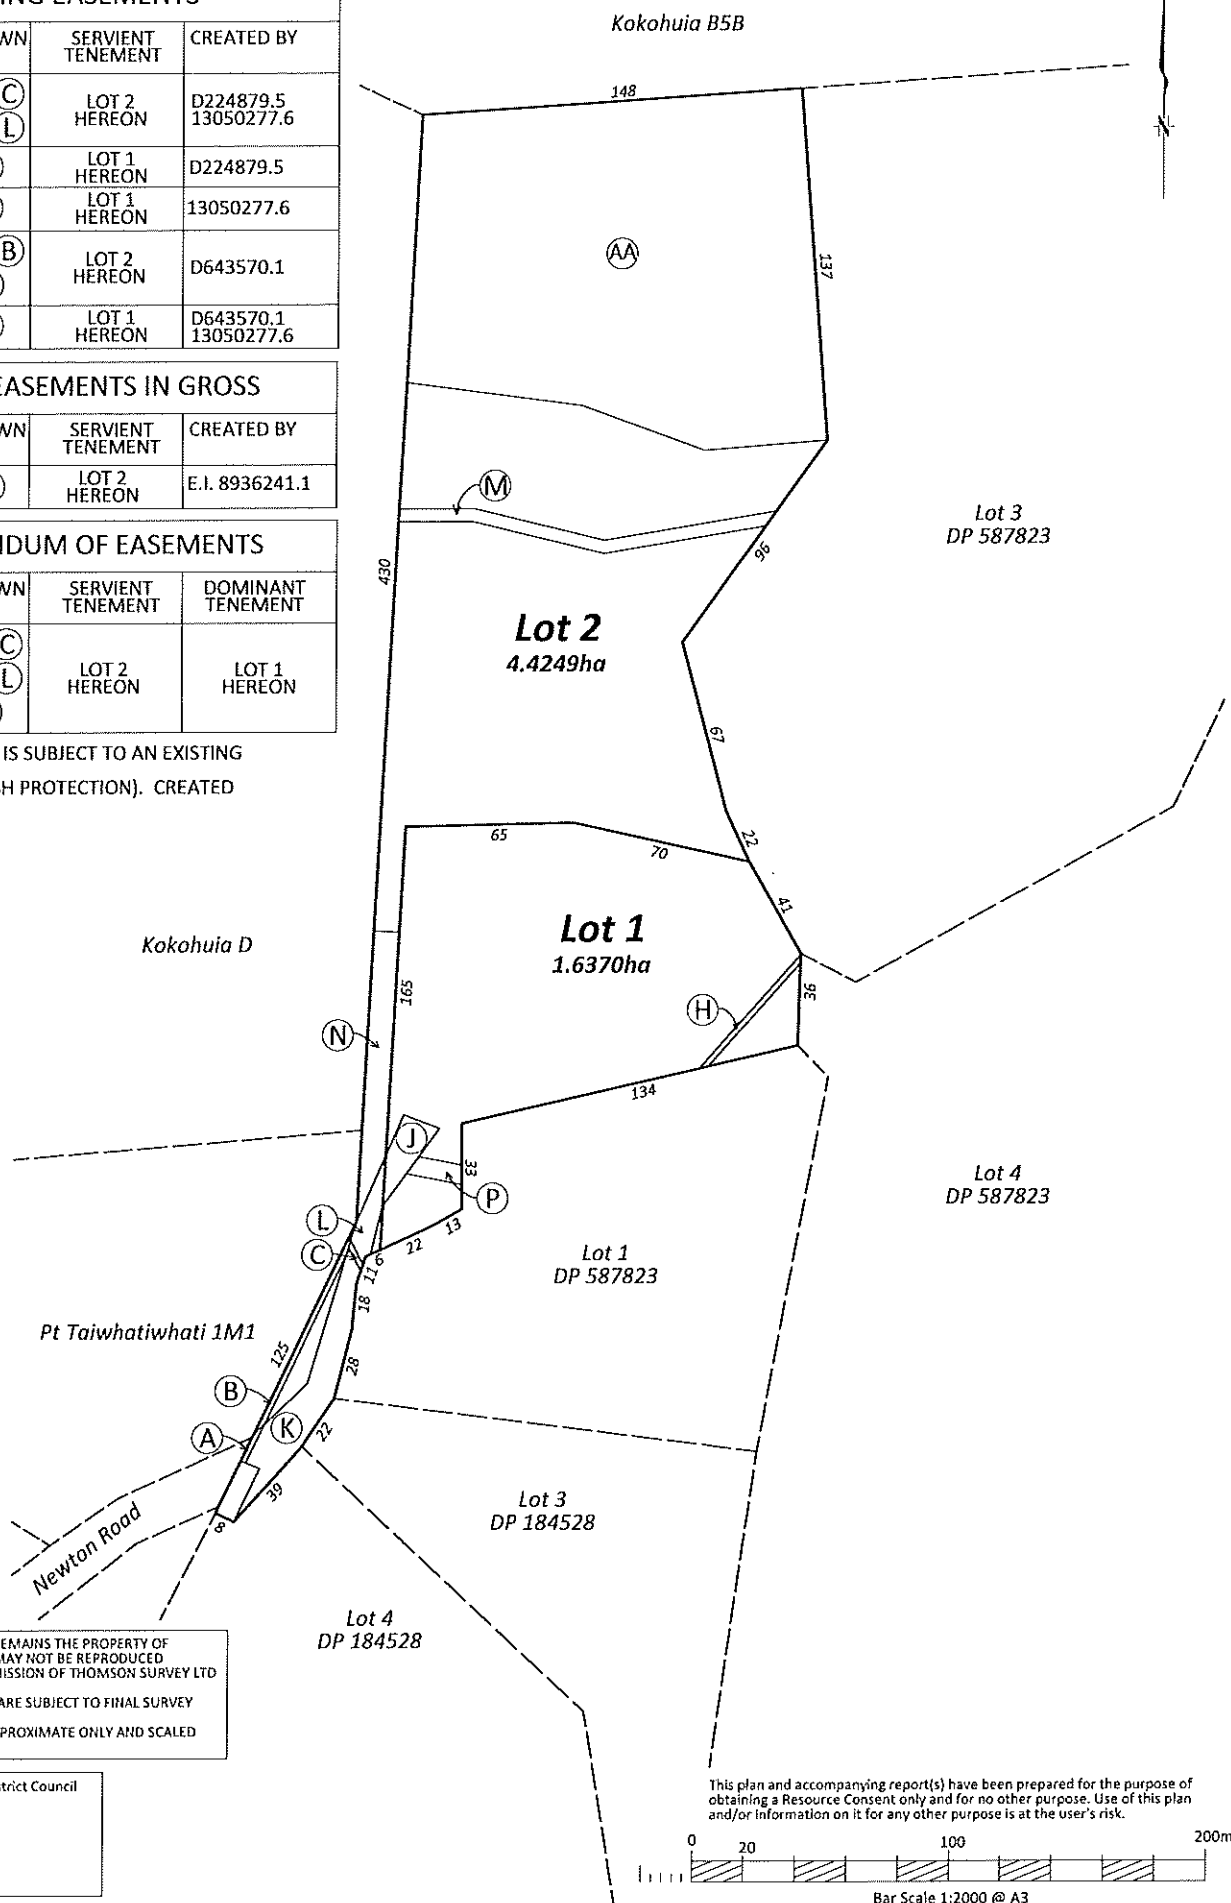 EASEMENTS
WN
SERVIENT
TENEMENT
CREATED BY
C
L
LOT 2
HEREON
D224879.5
13050277.6
LOT 1
HEREON
D224879.5
LOT 1
HEREON
13050277.6
B
LOT 2
HEREON
D643570.1
LOT 1
HEREON
D643570.1
13050277.6
EASEMENTS IN GROSS
WN
SERVIENT
TENEMENT
CREATED BY
LOT 2
HEREON
E.I. 8936241.1
NDUM OF EASEMENTS
WN
SERVIENT
TENEMENT
DOMINANT
TENEMENT
C
L
LOT 2
HEREON
LOT 1
HEREON
IS SUBJECT TO AN EXISTING
SH PROTECTION). CREATED
Kokohuia B5B
148
N
AA
137
M
430
96
Lot 3
DP 587823
Lot 2
4.4249ha
67
22
65
70
41
Kokohuia D
Lot 1
1.6370ha
165
36
H
N
134
J
33
P
L
C
13
22
6
11
18
Lot 4
DP 587823
Lot 1
DP 587823
Pt Taiwhatiwhati 1M1
125
28
B
K
A
22
39
8
Newton Road
Lot 3
DP 184528
Lot 4
DP 184528
REMAINS THE PROPERTY OF
MAY NOT BE REPRODUCED
MISSION OF THOMSON SURVEY LTD
ARE SUBJECT TO FINAL SURVEY
PROXIMATE ONLY AND SCALED
strict Council
This plan and accompanying report(s) have been prepared for the purpose of
obtaining a Resource Consent only and for no other purpose. Use of this plan
and/or information on it for any other purpose is at the user's risk.
0 20 100 200m
Bar Scale 1:2000 @ A3